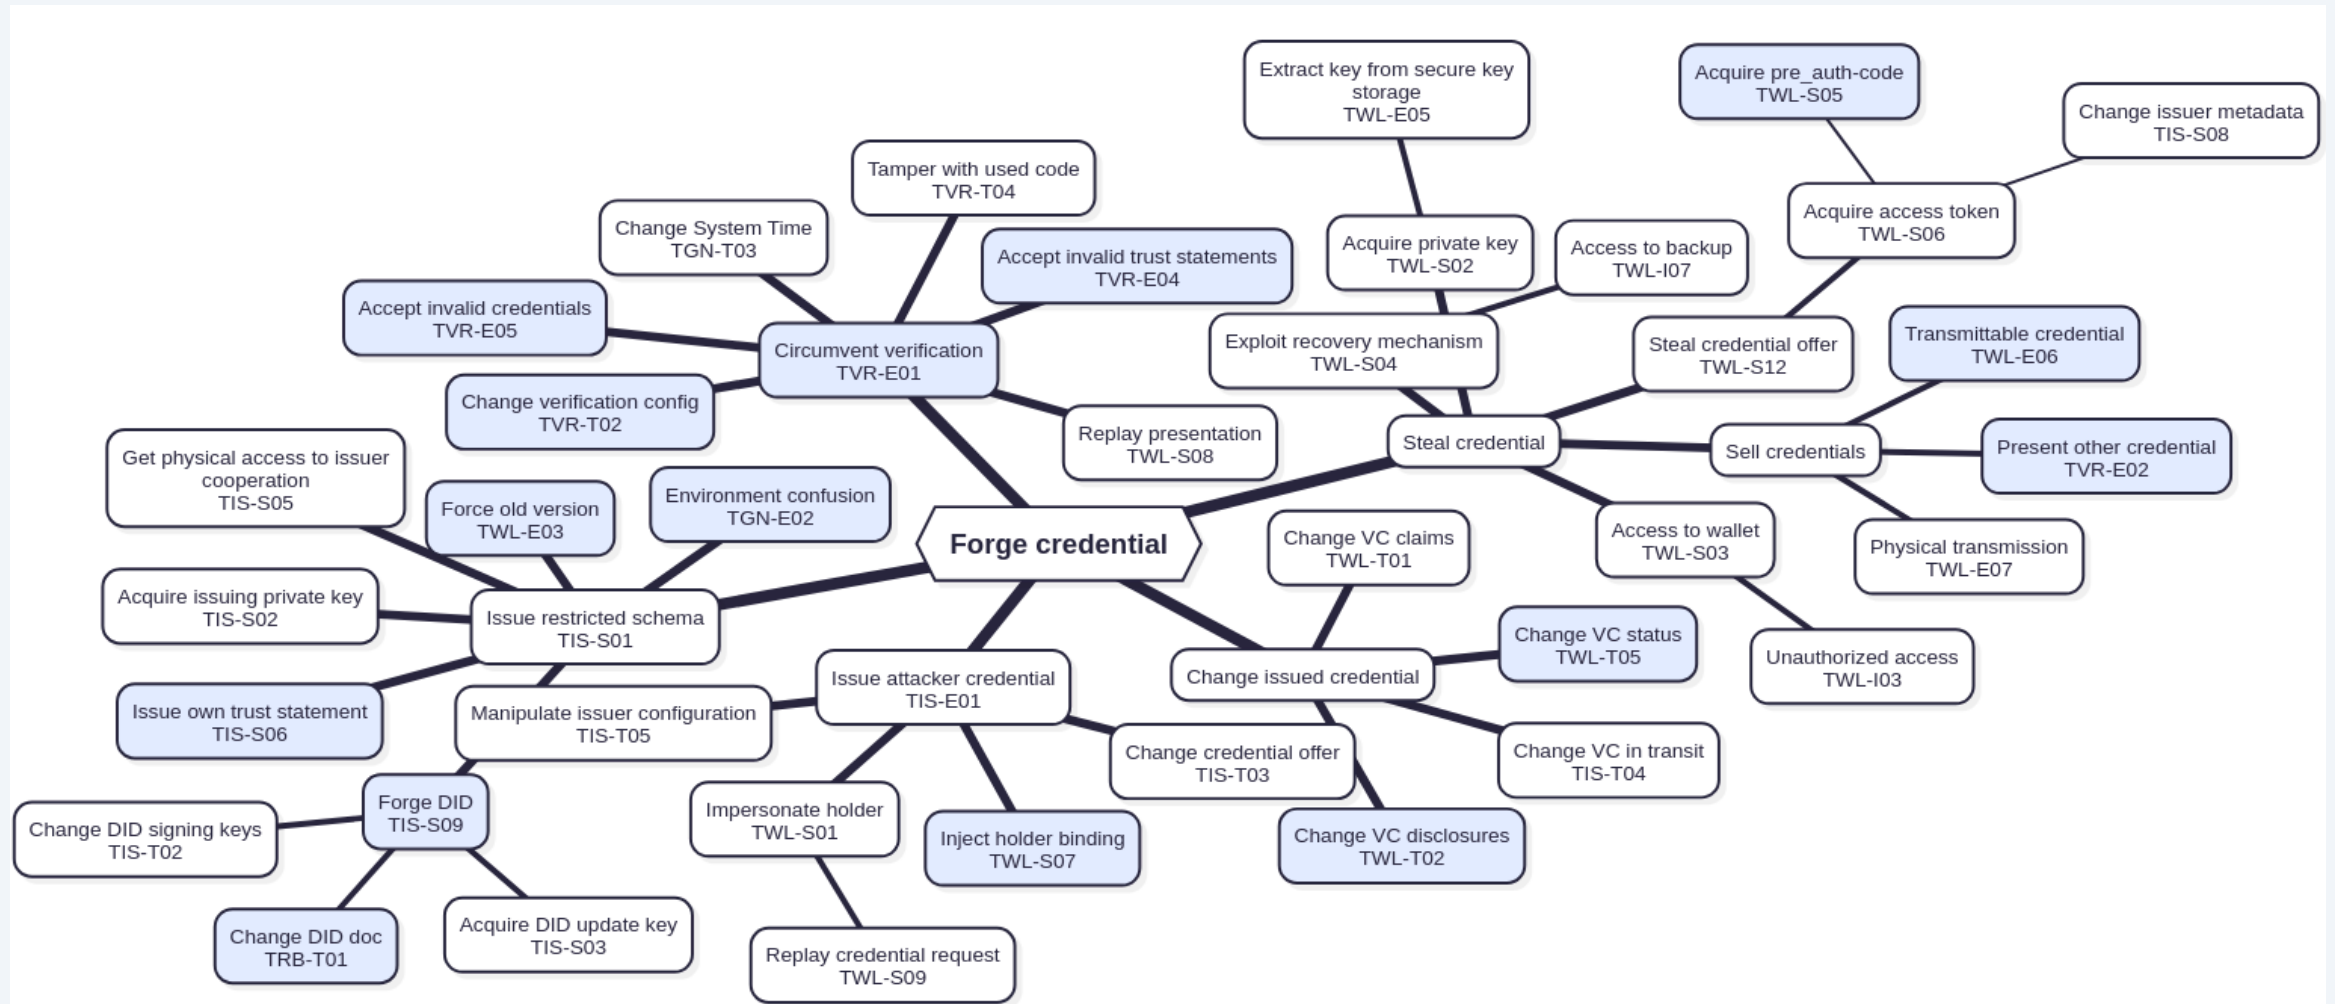 Extract key from secure key
storage
TWL-E05
Acquire pre_auth-code
TWL-S05
Change issuer metadata
TIS-S08
Tamper with used code
TVR-T04
Change System Time
TGN-T03
Acquire access token
TWL-S06
Acquire private key
TWL-S02
Access to backup
TWL-I07
Accept invalid trust statements
TVR-E04
Accept invalid credentials
TVR-E05
Circumvent verification
TVR-E01
Exploit recovery mechanism
TWL-S04
Steal credential offer
TWL-S12
Transmittable credential
TWL-E06
Change verification config
TVR-T02
Replay presentation
TWL-S08
Steal credential
Sell credentials
Present other credential
TVR-E02
Get physical access to issuer
cooperation
TIS-S05
Force old version
TWL-E03
Environment confusion
TGN-E02
Forge credential
Change VC claims
TWL-T01
Access to wallet
TWL-S03
Physical transmission
TWL-E07
Acquire issuing private key
TIS-S02
Issue restricted schema
TIS-S01
Change VC status
TWL-T05
Unauthorized access
TWL-I03
Issue attacker credential
TIS-E01
Change issued credential
Issue own trust statement
TIS-S06
Manipulate issuer configuration
TIS-T05
Change credential offer
TIS-T03
Change VC in transit
TIS-T04
Forge DID
TIS-S09
Change DID signing keys
TIS-T02
Impersonate holder
TWL-S01
Inject holder binding
TWL-S07
Change VC disclosures
TWL-T02
Change DID doc
TRB-T01
Acquire DID update key
TIS-S03
Replay credential request
TWL-S09